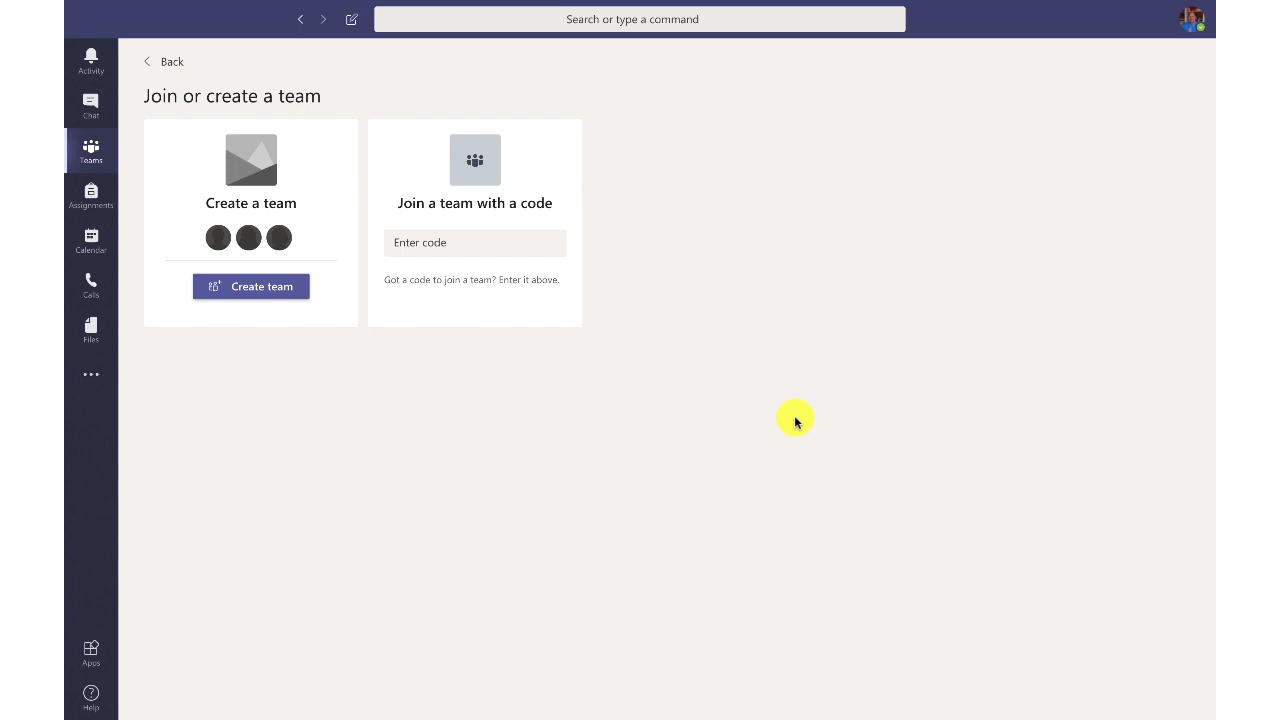 Search or type a command
Activity
Chat
Teams
Assignments
Calendar
Calls
Files
Apps
Help
Back
Join or create a team
Create a team
Create team
Join a team with a code
Enter code
Got a code to join a team? Enter it above.